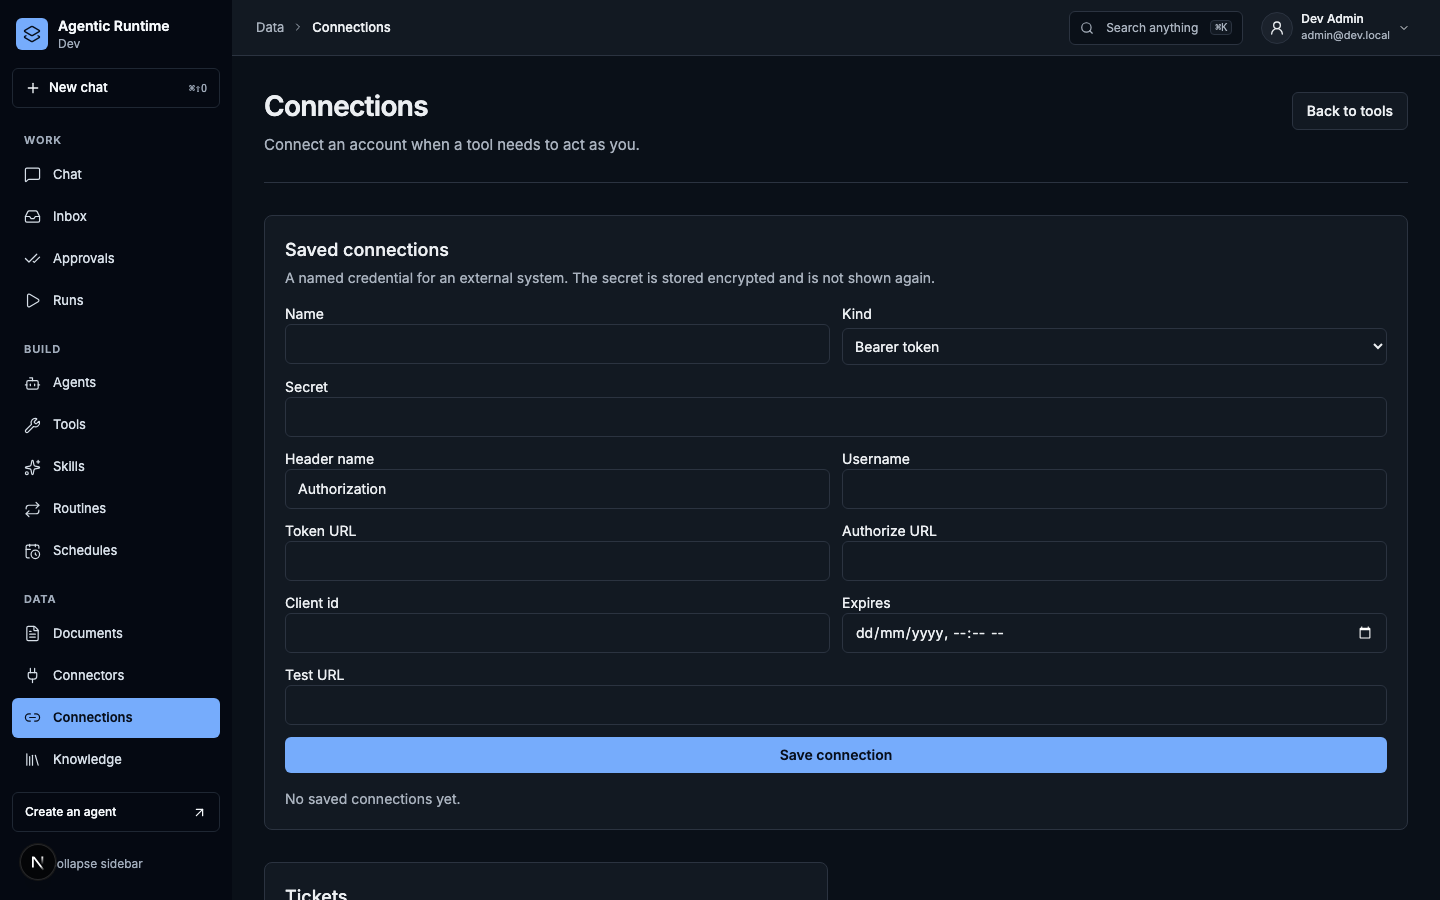 Agentic Runtime
Dev
New chat
⌘⇧O
WORK
Chat
Inbox
Approvals
Runs
BUILD
Agents
Tools
Skills
Routines
Schedules
DATA
Documents
Connectors
Connections
Knowledge
Create an agent
N
ollapse sidebar
Data > Connections
Search anything
⌘K
Dev Admin
admin@dev.local
Connections
Connect an account when a tool needs to act as you.
Back to tools
Saved connections
A named credential for an external system. The secret is stored encrypted and is not shown again.
Name
Kind
Bearer token
Secret
Header name
Authorization
Username
Token URL
Authorize URL
Client id
Expires
dd/mm/yyyy, --:-- --
Test URL
Save connection
No saved connections yet.
Tickets